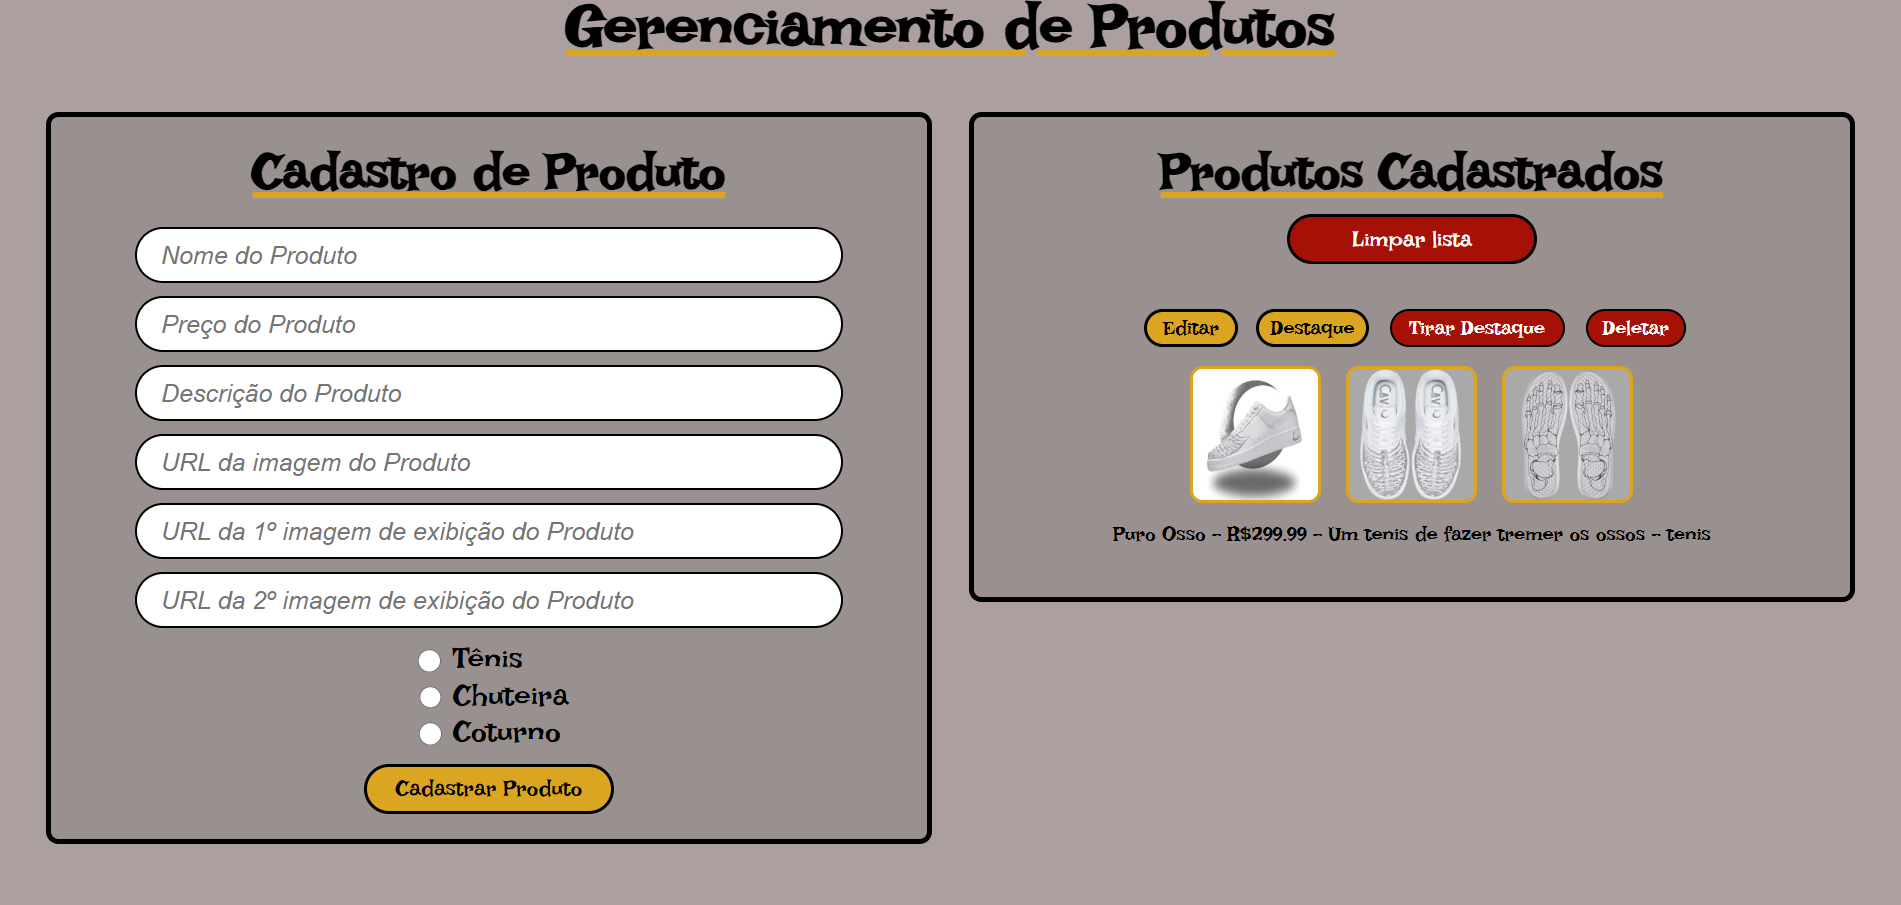 Gerenciamento de Produtos
Cadastro de Produto
Nome do Produto
Preço do Produto
Descrição do Produto
URL da imagem do Produto
URL da 1º imagem de exibição do Produto
URL da 2º imagem de exibição do Produto
Tênis
Chuteira
Coturno
Cadastrar Produto
Produtos Cadastrados
Limpar lista
Editar Destaque Tirar Destaque Deletar
Puro Osso - R$299.99 - Um tenis de fazer tremer os ossos - tenis